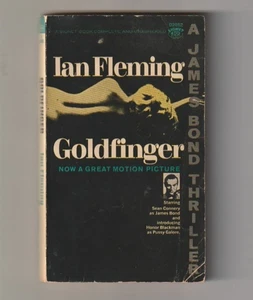 Ian Fleming
Goldfinger
NOW A GREAT MOTION PICTURE
Starring
Sean Connery
as James Bond
and
introducing
Honor Blackman
as Pussy Galore.
A JAMES BOND THRILLER